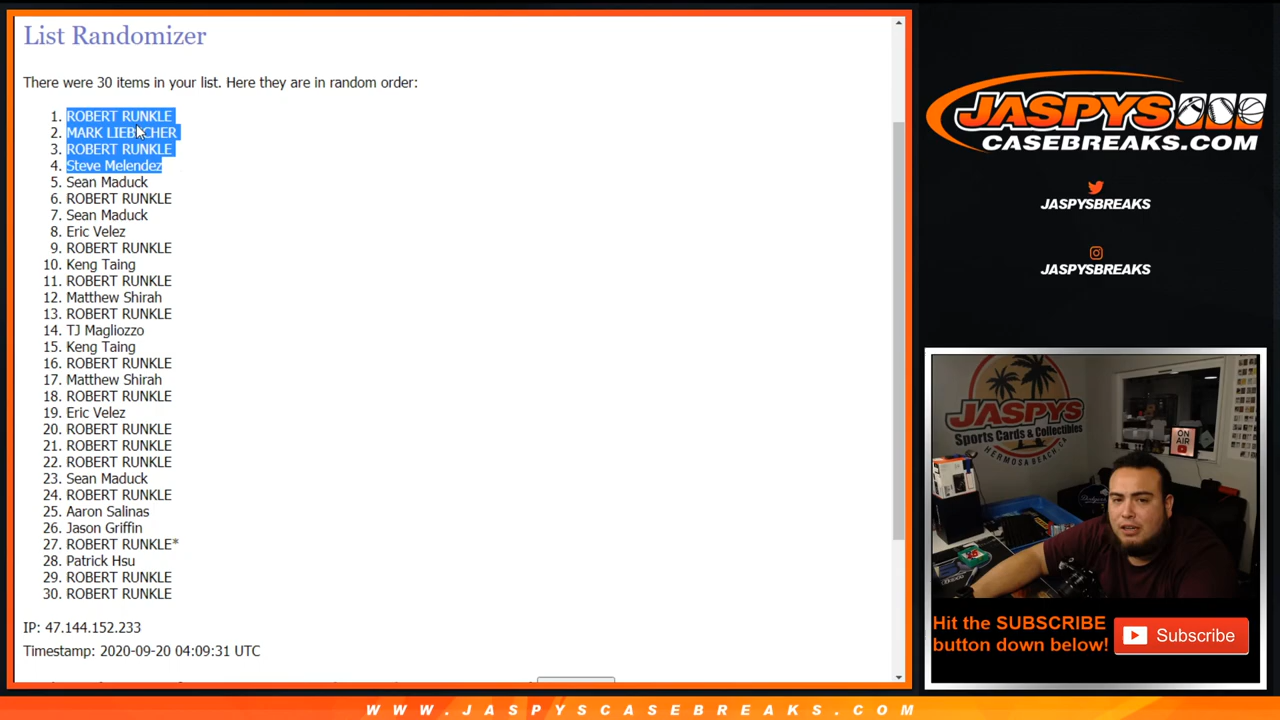 List Randomizer
There were 30 items in your list. Here they are in random order:
1. ROBERT RUNKLE
2. MARK LIEB CHER
3. ROBERT RUNKLE
4. Steve Melendez
5. Sean Maduck
6. ROBERT RUNKLE
7. Sean Maduck
8. Eric Velez
9. ROBERT RUNKLE
10. Keng Taing
11. ROBERT RUNKLE
12. Matthew Shirah
13. ROBERT RUNKLE
14. TJ Magliozzo
15. Keng Taing
16. ROBERT RUNKLE
17. Matthew Shirah
18. ROBERT RUNKLE
19. Eric Velez
20. ROBERT RUNKLE
21. ROBERT RUNKLE
22. ROBERT RUNKLE
23. Sean Maduck
24. ROBERT RUNKLE
25. Aaron Salinas
26. Jason Griffin
27. ROBERT RUNKLE*
28. Patrick Hsu
29. ROBERT RUNKLE
30. ROBERT RUNKLE
IP: 47.144.152.233
Timestamp: 2020-09-20 04:09:31 UTC
JASPYS
CASEBREAKS.COM
JASPYSBREAKS
JASPYSBREAKS
JASPYS
Sports Cards & Collectibles
HERMOSA BEACH, CA
ON
AIR
Hit the SUBSCRIBE
button down below!
Subscribe
WWW.JASPYSCASEBREAKS.COM